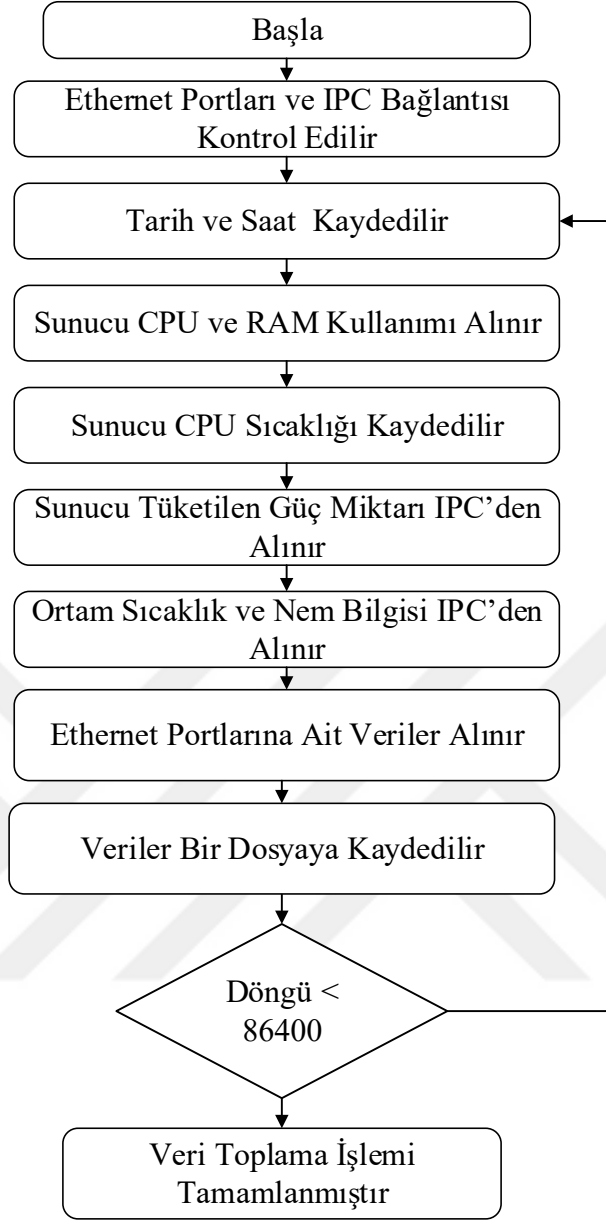 Başla
Ethernet Portları ve IPC Bağlantısı
Kontrol Edilir
Tarih ve Saat Kaydedilir
Sunucu CPU ve RAM Kullanımı Alınır
Sunucu CPU Sıcaklığı Kaydedilir
Sunucu Tüketilen Güç Miktarı IPC’den
Alınır
Ortam Sıcaklık ve Nem Bilgisi IPC’den
Alınır
Ethernet Portlarına Ait Veriler Alınır
Veriler Bir Dosyaya Kaydedilir
Döngü <
86400
Veri Toplama İşlemi
Tamamlanmıştır